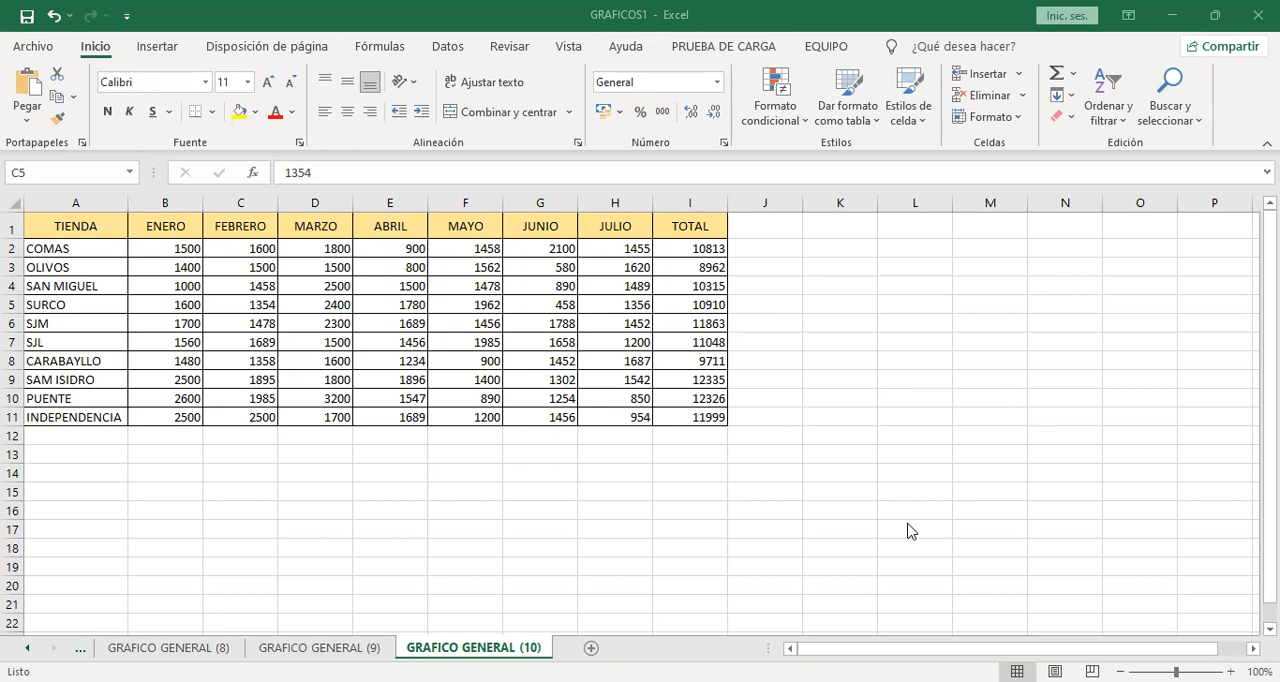 GRAFICOS1 - Excel
Inic. ses.
Archivo Inicio Insertar Disposición de página Fórmulas Datos Revisar Vista Ayuda PRUEBA DE CARGA EQUIPO ¿Qué desea hacer? Compartir
Pegar
Calibri 11
N K S
Ajustar texto
Combinar y centrar
General
% 000
Formato condicional
Dar formato como tabla
Estilos de celda
Insertar
Eliminar
Formato
Ordenar y filtrar
Buscar y seleccionar
Portapapeles Fuente Alineación Número Estilos Celdas Edición
C5 fx 1354
A B C D E F G H I J K L M N O P
1 TIENDA ENERO FEBRERO MARZO ABRIL MAYO JUNIO JULIO TOTAL
2 COMAS 1500 1600 1800 900 1458 2100 1455 10813
3 OLIVOS 1400 1500 1500 800 1562 580 1620 8962
4 SAN MIGUEL 1000 1458 2500 1500 1478 890 1489 10315
5 SURCO 1600 1354 2400 1780 1962 458 1356 10910
6 SJM 1700 1478 2300 1689 1456 1788 1452 11863
7 SJL 1560 1689 1500 1456 1985 1658 1200 11048
8 CARABAYLLO 1480 1358 1600 1234 900 1452 1687 9711
9 SAM ISIDRO 2500 1895 1800 1896 1400 1302 1542 12335
10 PUENTE 2600 1985 3200 1547 890 1254 850 12326
11 INDEPENDENCIA 2500 2500 1700 1689 1200 1456 954 11999
12
13
14
15
16
17
18
19
20
21
22
... GRAFICO GENERAL (8) GRAFICO GENERAL (9) GRAFICO GENERAL (10)
Listo 100%